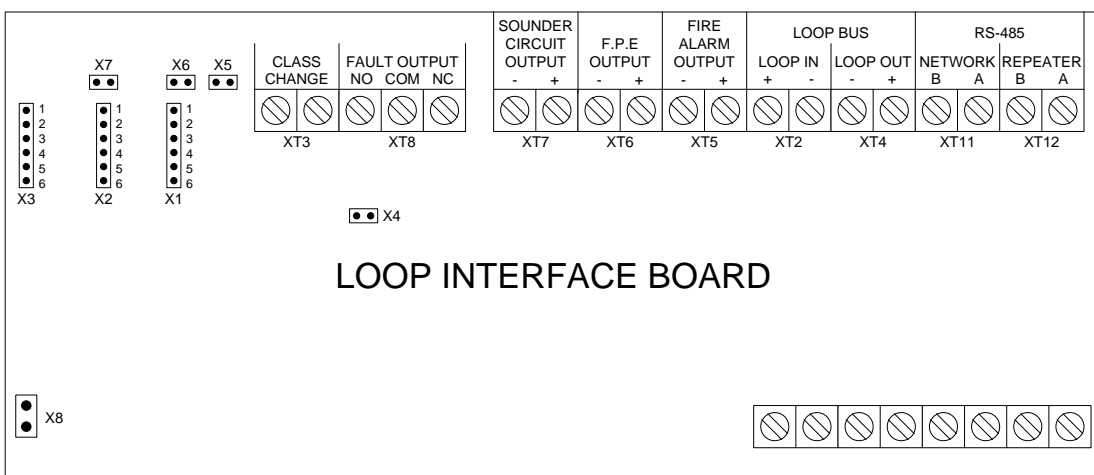 SOUNDER CIRCUIT OUTPUT
- +
F.P.E OUTPUT
- +
FIRE ALARM OUTPUT
- +
LOOP BUS
LOOP IN
+ -
LOOP OUT
- +
RS-485
NETWORK
B A
REPEATER
B A
CLASS CHANGE
FAULT OUTPUT
NO COM NC
XT3
XT8
XT7
XT6
XT5
XT2
XT4
XT11
XT12
X7
X6
X5
1
2
3
4
5
6
X3
1
2
3
4
5
6
X2
1
2
3
4
5
6
X1
X4
LOOP INTERFACE BOARD
X8